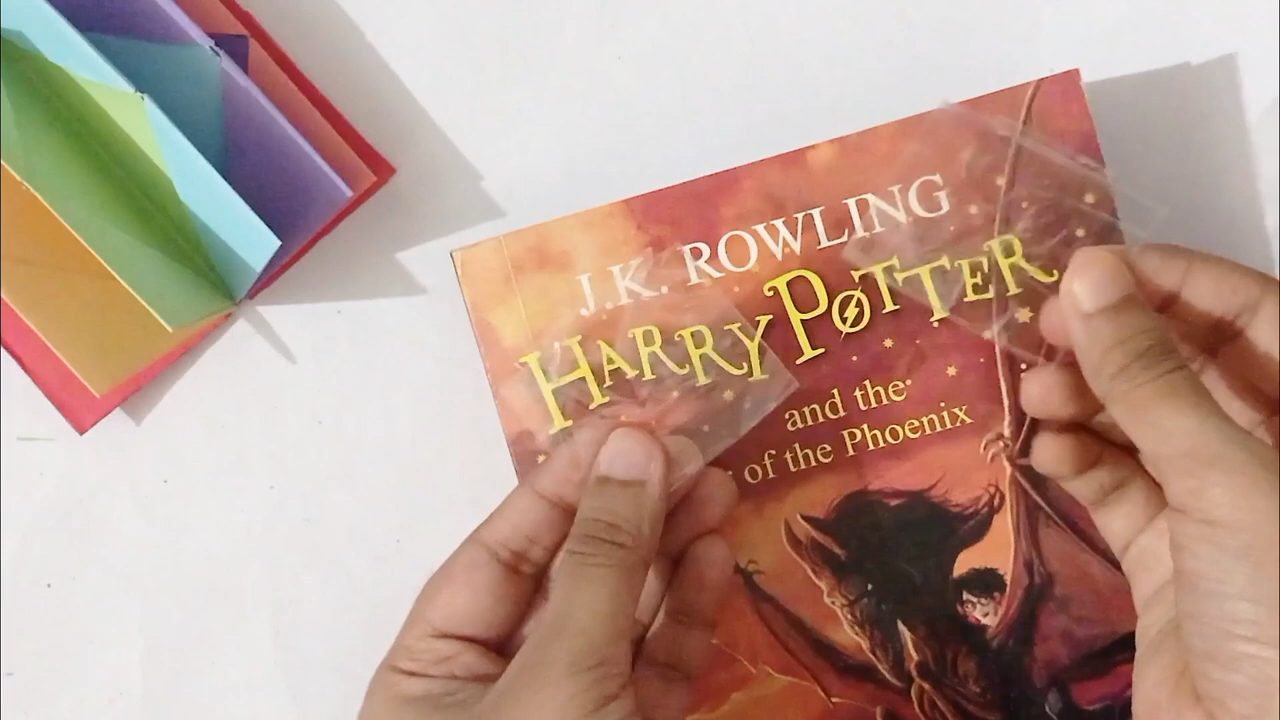 J.K. ROWLING
HARRY POTTER
and the
of the Phoenix